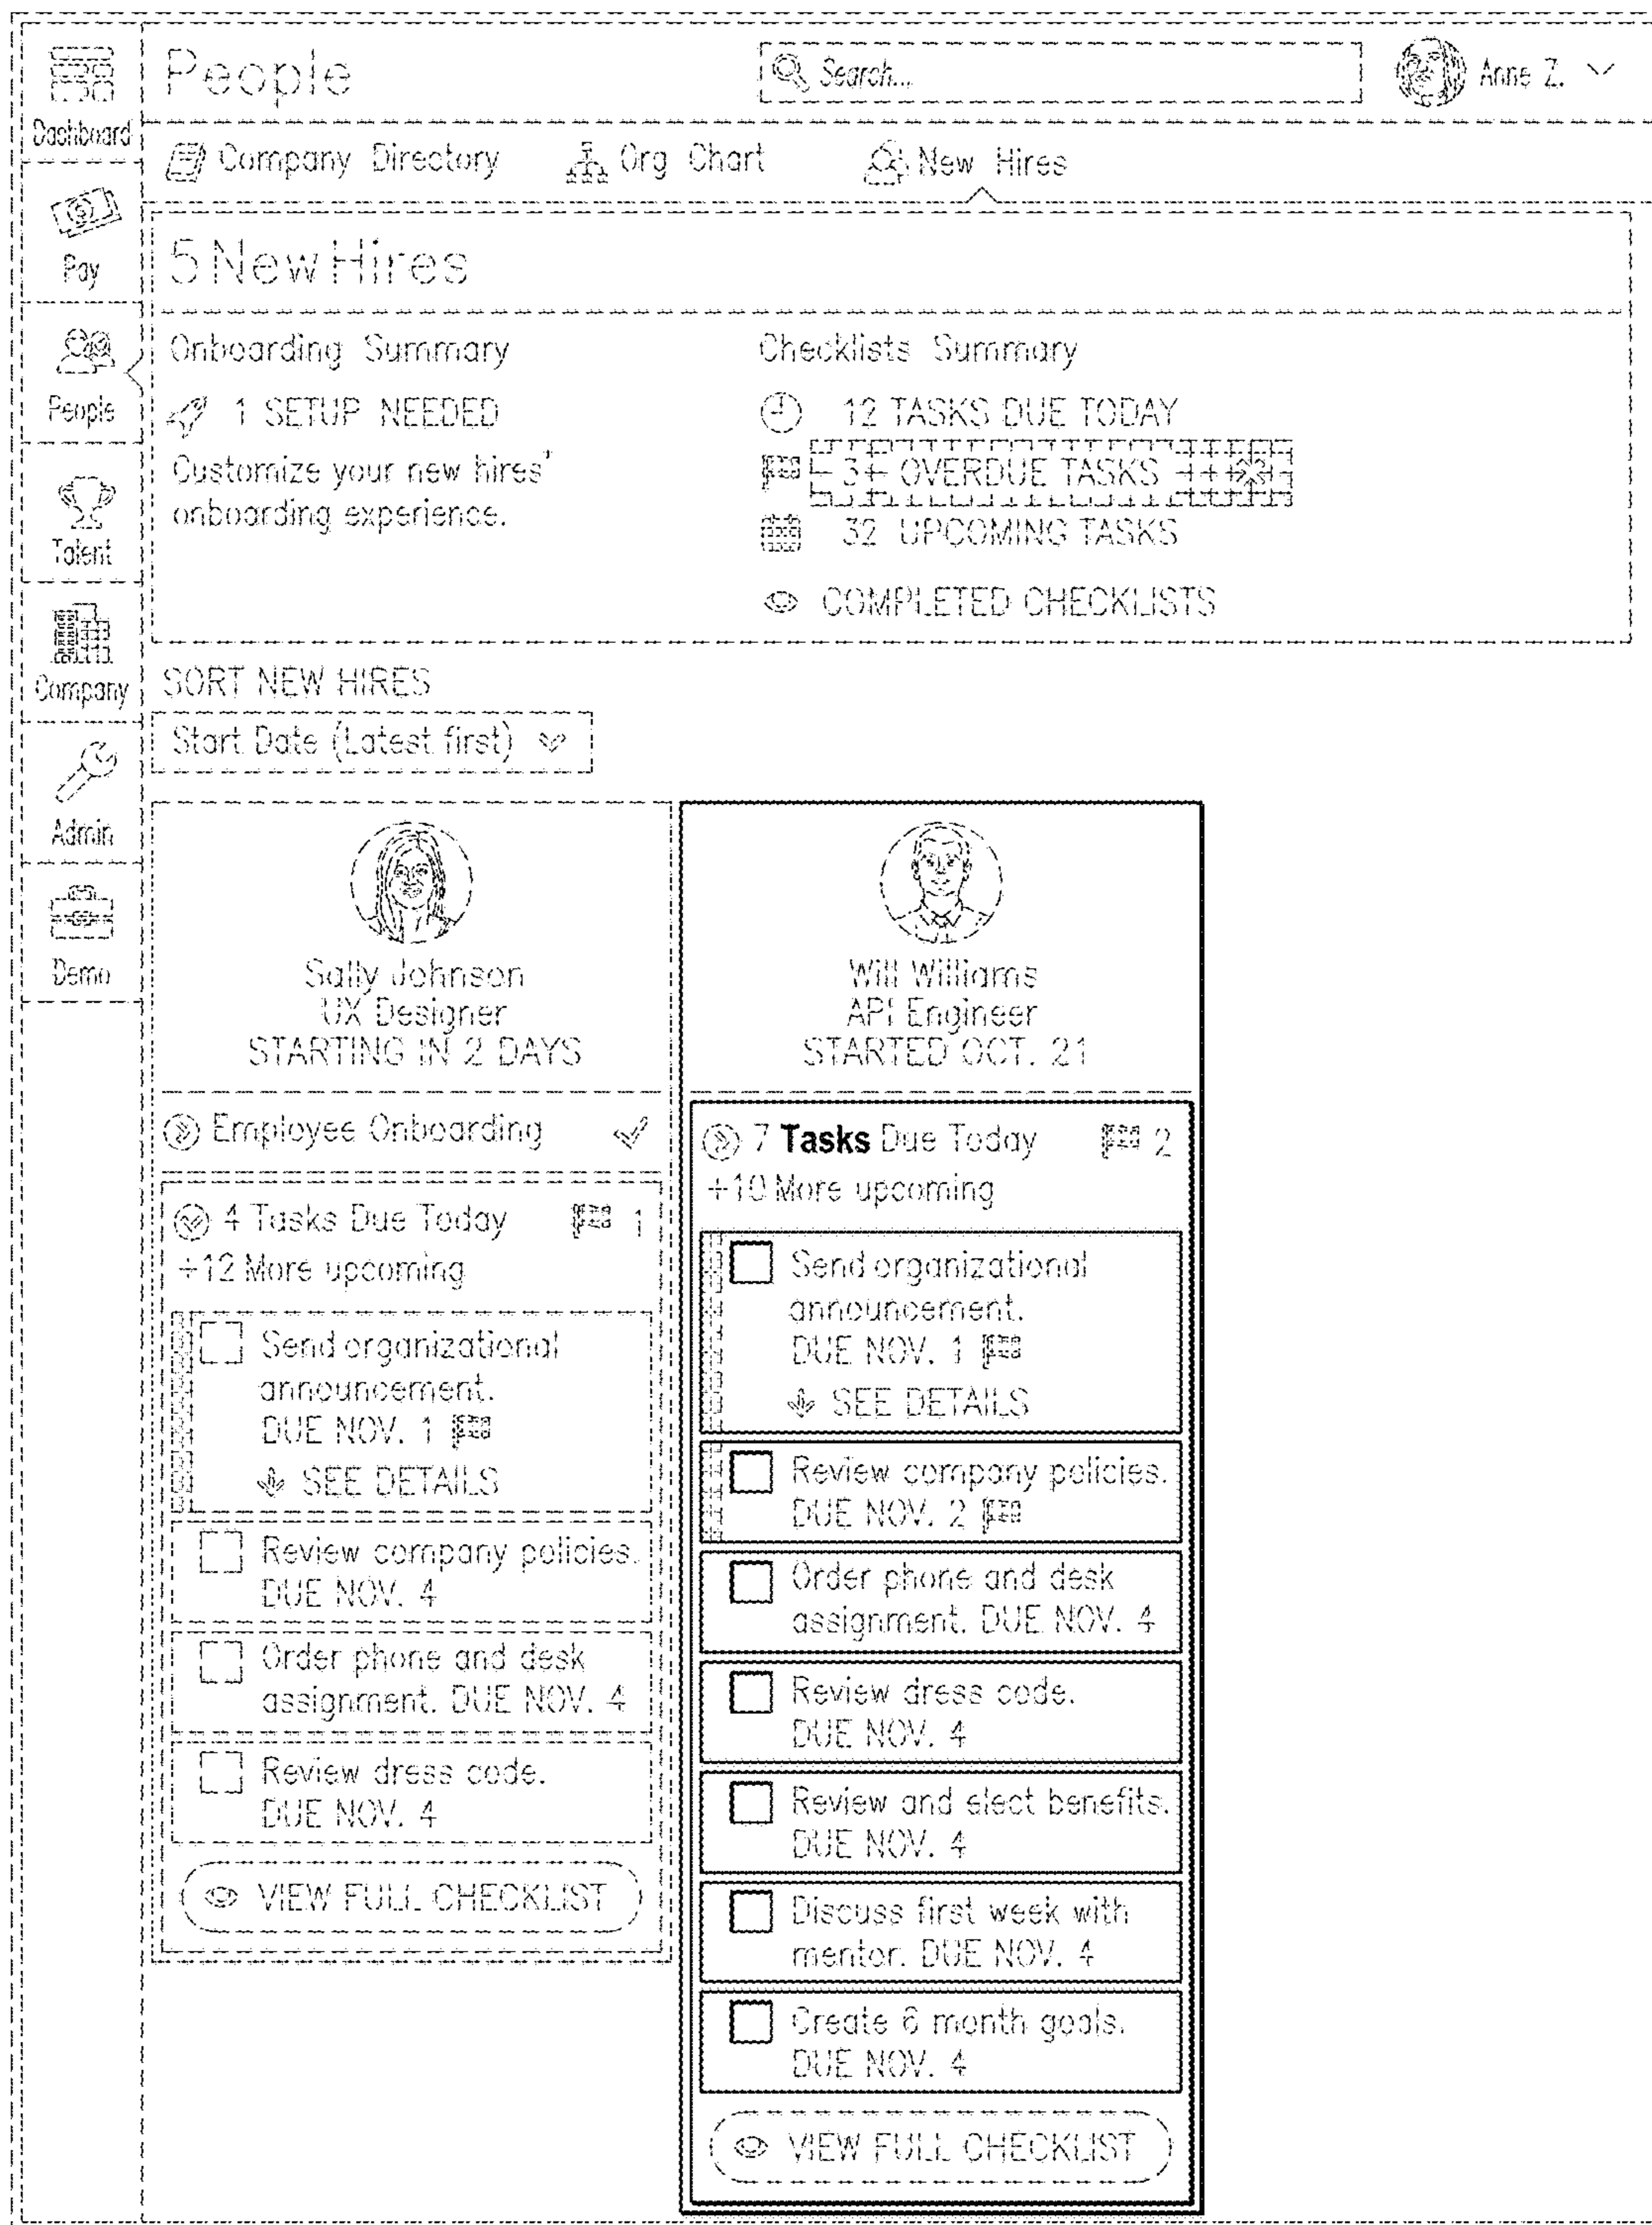 People
Search...
Anne Z.
Dashboard
Company Directory
Org Chart
New Hires
Pay
People
Talent
Company
Admin
Demo
5 New Hires
Onboarding Summary
1 SETUP NEEDED
Customize your new hires'
onboarding experience.
Checklists Summary
12 TASKS DUE TODAY
3 OVERDUE TASKS
32 UPCOMING TASKS
COMPLETED CHECKLISTS
SORT NEW HIRES
Start Date (Latest first)
Sally Johnson
UX Designer
STARTING IN 2 DAYS
Employee Onboarding
4 Tasks Due Today 1
+12 More upcoming
Send organizational
announcement.
DUE NOV. 1
SEE DETAILS
Review company policies.
DUE NOV. 4
Order phone and desk
assignment. DUE NOV. 4
Review dress code.
DUE NOV. 4
VIEW FULL CHECKLIST
Will Williams
API Engineer
STARTED OCT. 21
7 Tasks Due Today 2
+10 More upcoming
Send organizational
announcement.
DUE NOV. 1
SEE DETAILS
Review company policies.
DUE NOV. 2
Order phone and desk
assignment. DUE NOV. 4
Review dress code.
DUE NOV. 4
Review and elect benefits.
DUE NOV. 4
Discuss first week with
mentor. DUE NOV. 4
Create 6 month goals.
DUE NOV. 4
VIEW FULL CHECKLIST